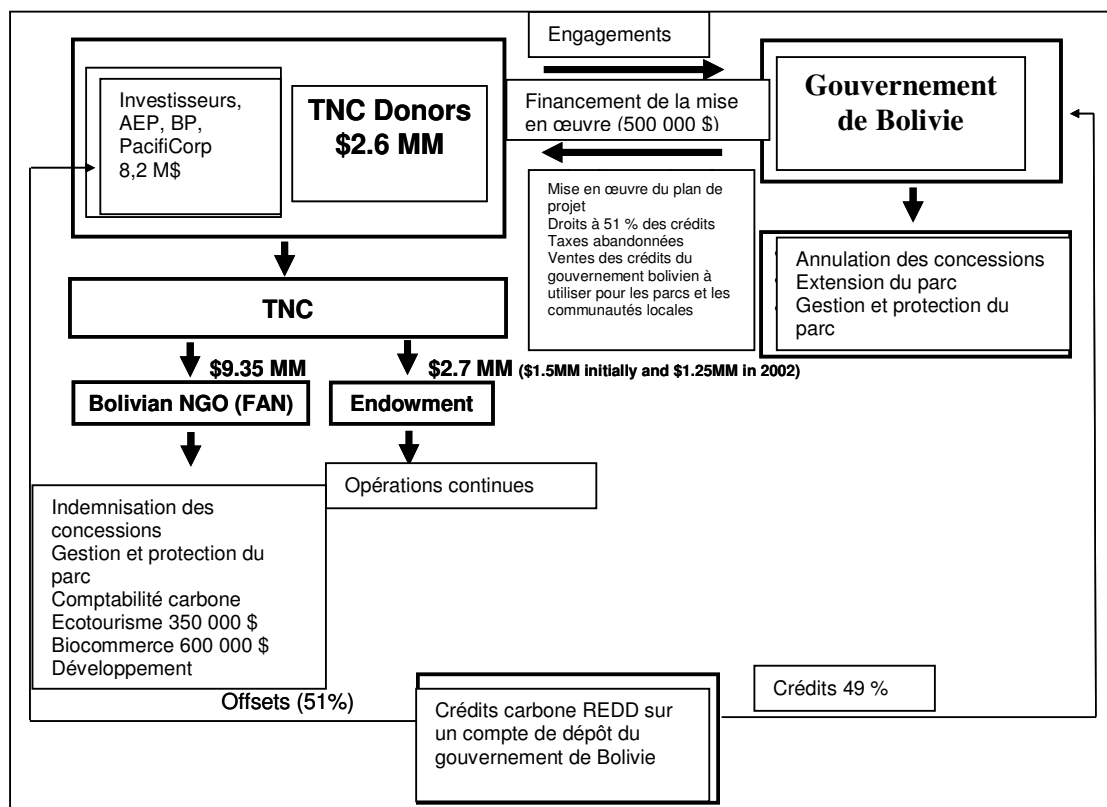 Engagements
Investisseurs,
AEP, BP,
PacifiCorp
8,2 M$
TNC Donors
$2.6 MM
Financement de la mise
en œuvre (500 000 $)
Gouvernement
de Bolivie
Mise en œuvre du plan de
projet
Droits à 51 % des crédits
Taxes abandonnées
Ventes des crédits du
gouvernement bolivien à
utiliser pour les parcs et les
communautés locales
Annulation des concessions
Extension du parc
Gestion et protection du
parc
TNC
$9.35 MM
$2.7 MM ($1.5MM initially and $1.25MM in 2002)
Bolivian NGO (FAN)
Endowment
Opérations continues
Indemnisation des
concessions
Gestion et protection du
parc
Comptabilité carbone
Ecotourisme 350 000 $
Biocommerce 600 000 $
Développement
Offsets (51%)
Crédits 49 %
Crédits carbone REDD sur
un compte de dépôt du
gouvernement de Bolivie